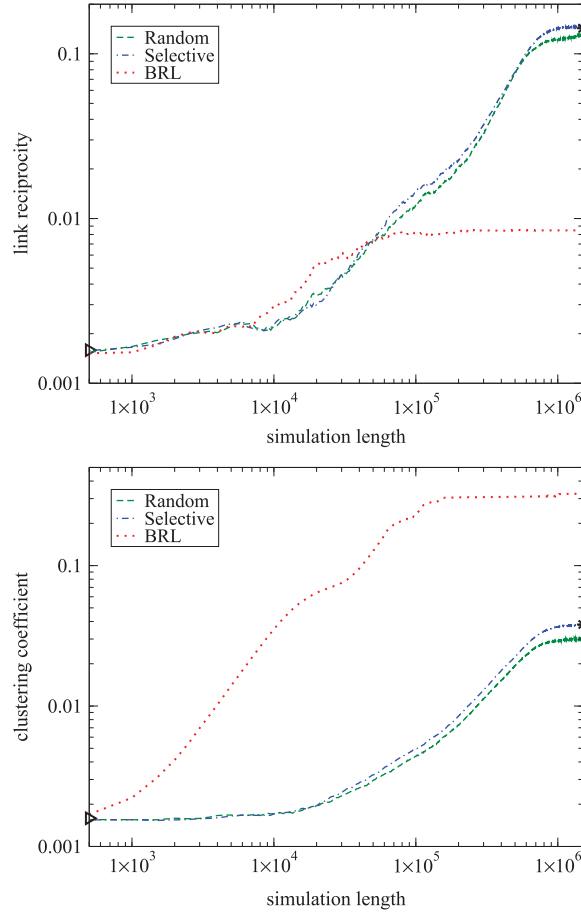 0.1
Random
Selective
BRL
link reciprocity
0.01
0.001
1×10³ 1×10⁴ 1×10⁵ 1×10⁶
simulation length
Random
Selective
BRL
0.1
clustering coefficient
0.01
0.001
1×10³ 1×10⁴ 1×10⁵ 1×10⁶
simulation length